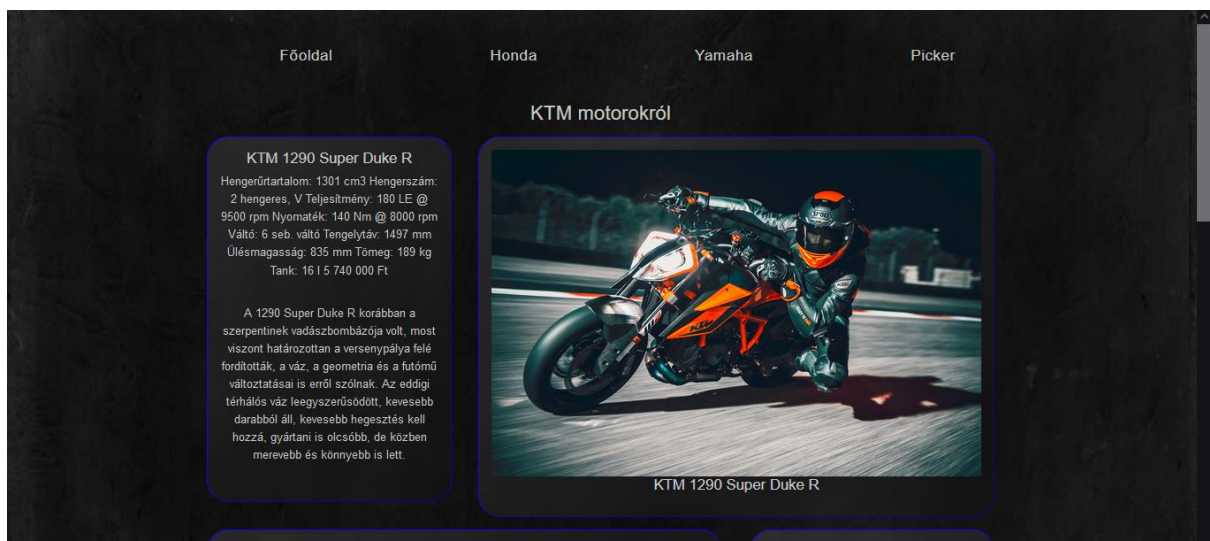 Főoldal Honda Yamaha Picker
KTM motorokról
KTM 1290 Super Duke R
Hengerűrtartalom: 1301 cm3 Hengerszám:
2 hengeres, V Teljesítmény: 180 LE @
9500 rpm Nyomaték: 140 Nm @ 8000 rpm
Váltó: 6 seb. váltó Tengelytáv: 1497 mm
Ülésmagasság: 835 mm Tömeg: 189 kg
Tank: 16 l 5 740 000 Ft
A 1290 Super Duke R korábban a
szerpentinek vadászbombázója volt, most
viszont határozottan a versenypálya felé
fordították, a váz, a geometria és a futómű
változtatásai is erről szólnak. Az eddigi
térhálós váz leegyszerűsödött, kevesebb
darabból áll, kevesebb hegesztés kell
hozzá, gyártani is olcsóbb, de közben
merevebb és könnyebb is lett.
SHOEI
KTM
KTM 1290 Super Duke R